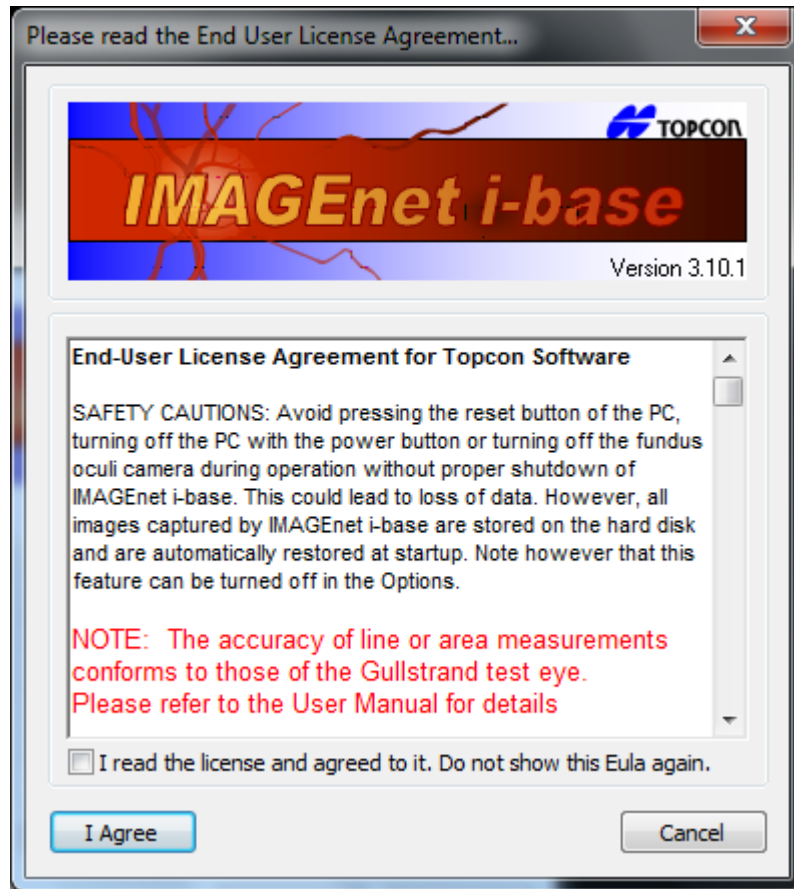 Please read the End User License Agreement...
TOPCON
IMAGEnet i-base
Version 3.10.1
End-User License Agreement for Topcon Software
SAFETY CAUTIONS: Avoid pressing the reset button of the PC,
turning off the PC with the power button or turning off the fundus
oculi camera during operation without proper shutdown of
IMAGEnet i-base. This could lead to loss of data. However, all
images captured by IMAGEnet i-base are stored on the hard disk
and are automatically restored at startup. Note however that this
feature can be turned off in the Options.
NOTE: The accuracy of line or area measurements
conforms to those of the Gullstrand test eye.
Please refer to the User Manual for details
I read the license and agreed to it. Do not show this Eula again.
I Agree
Cancel